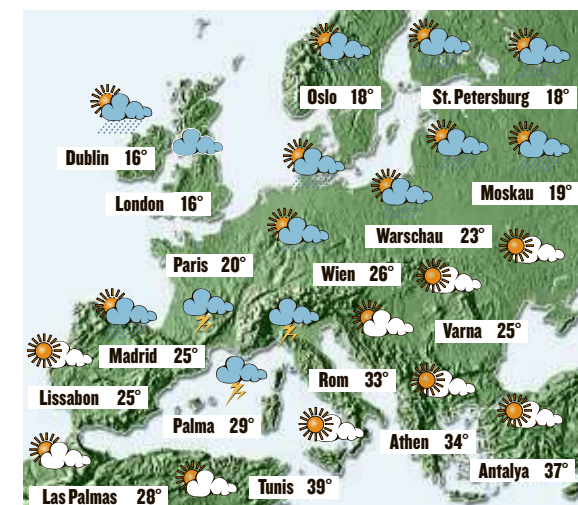 Oslo 18°
St. Petersburg 18°
Dublin 16°
Moskau 19°
London 16°
Warschau 23°
Paris 20°
Wien 26°
Varna 25°
Madrid 25°
Rom 33°
Lissabon 25°
Palma 29°
Athen 34°
Antalya 37°
Las Palmas 28°
Tunis 39°